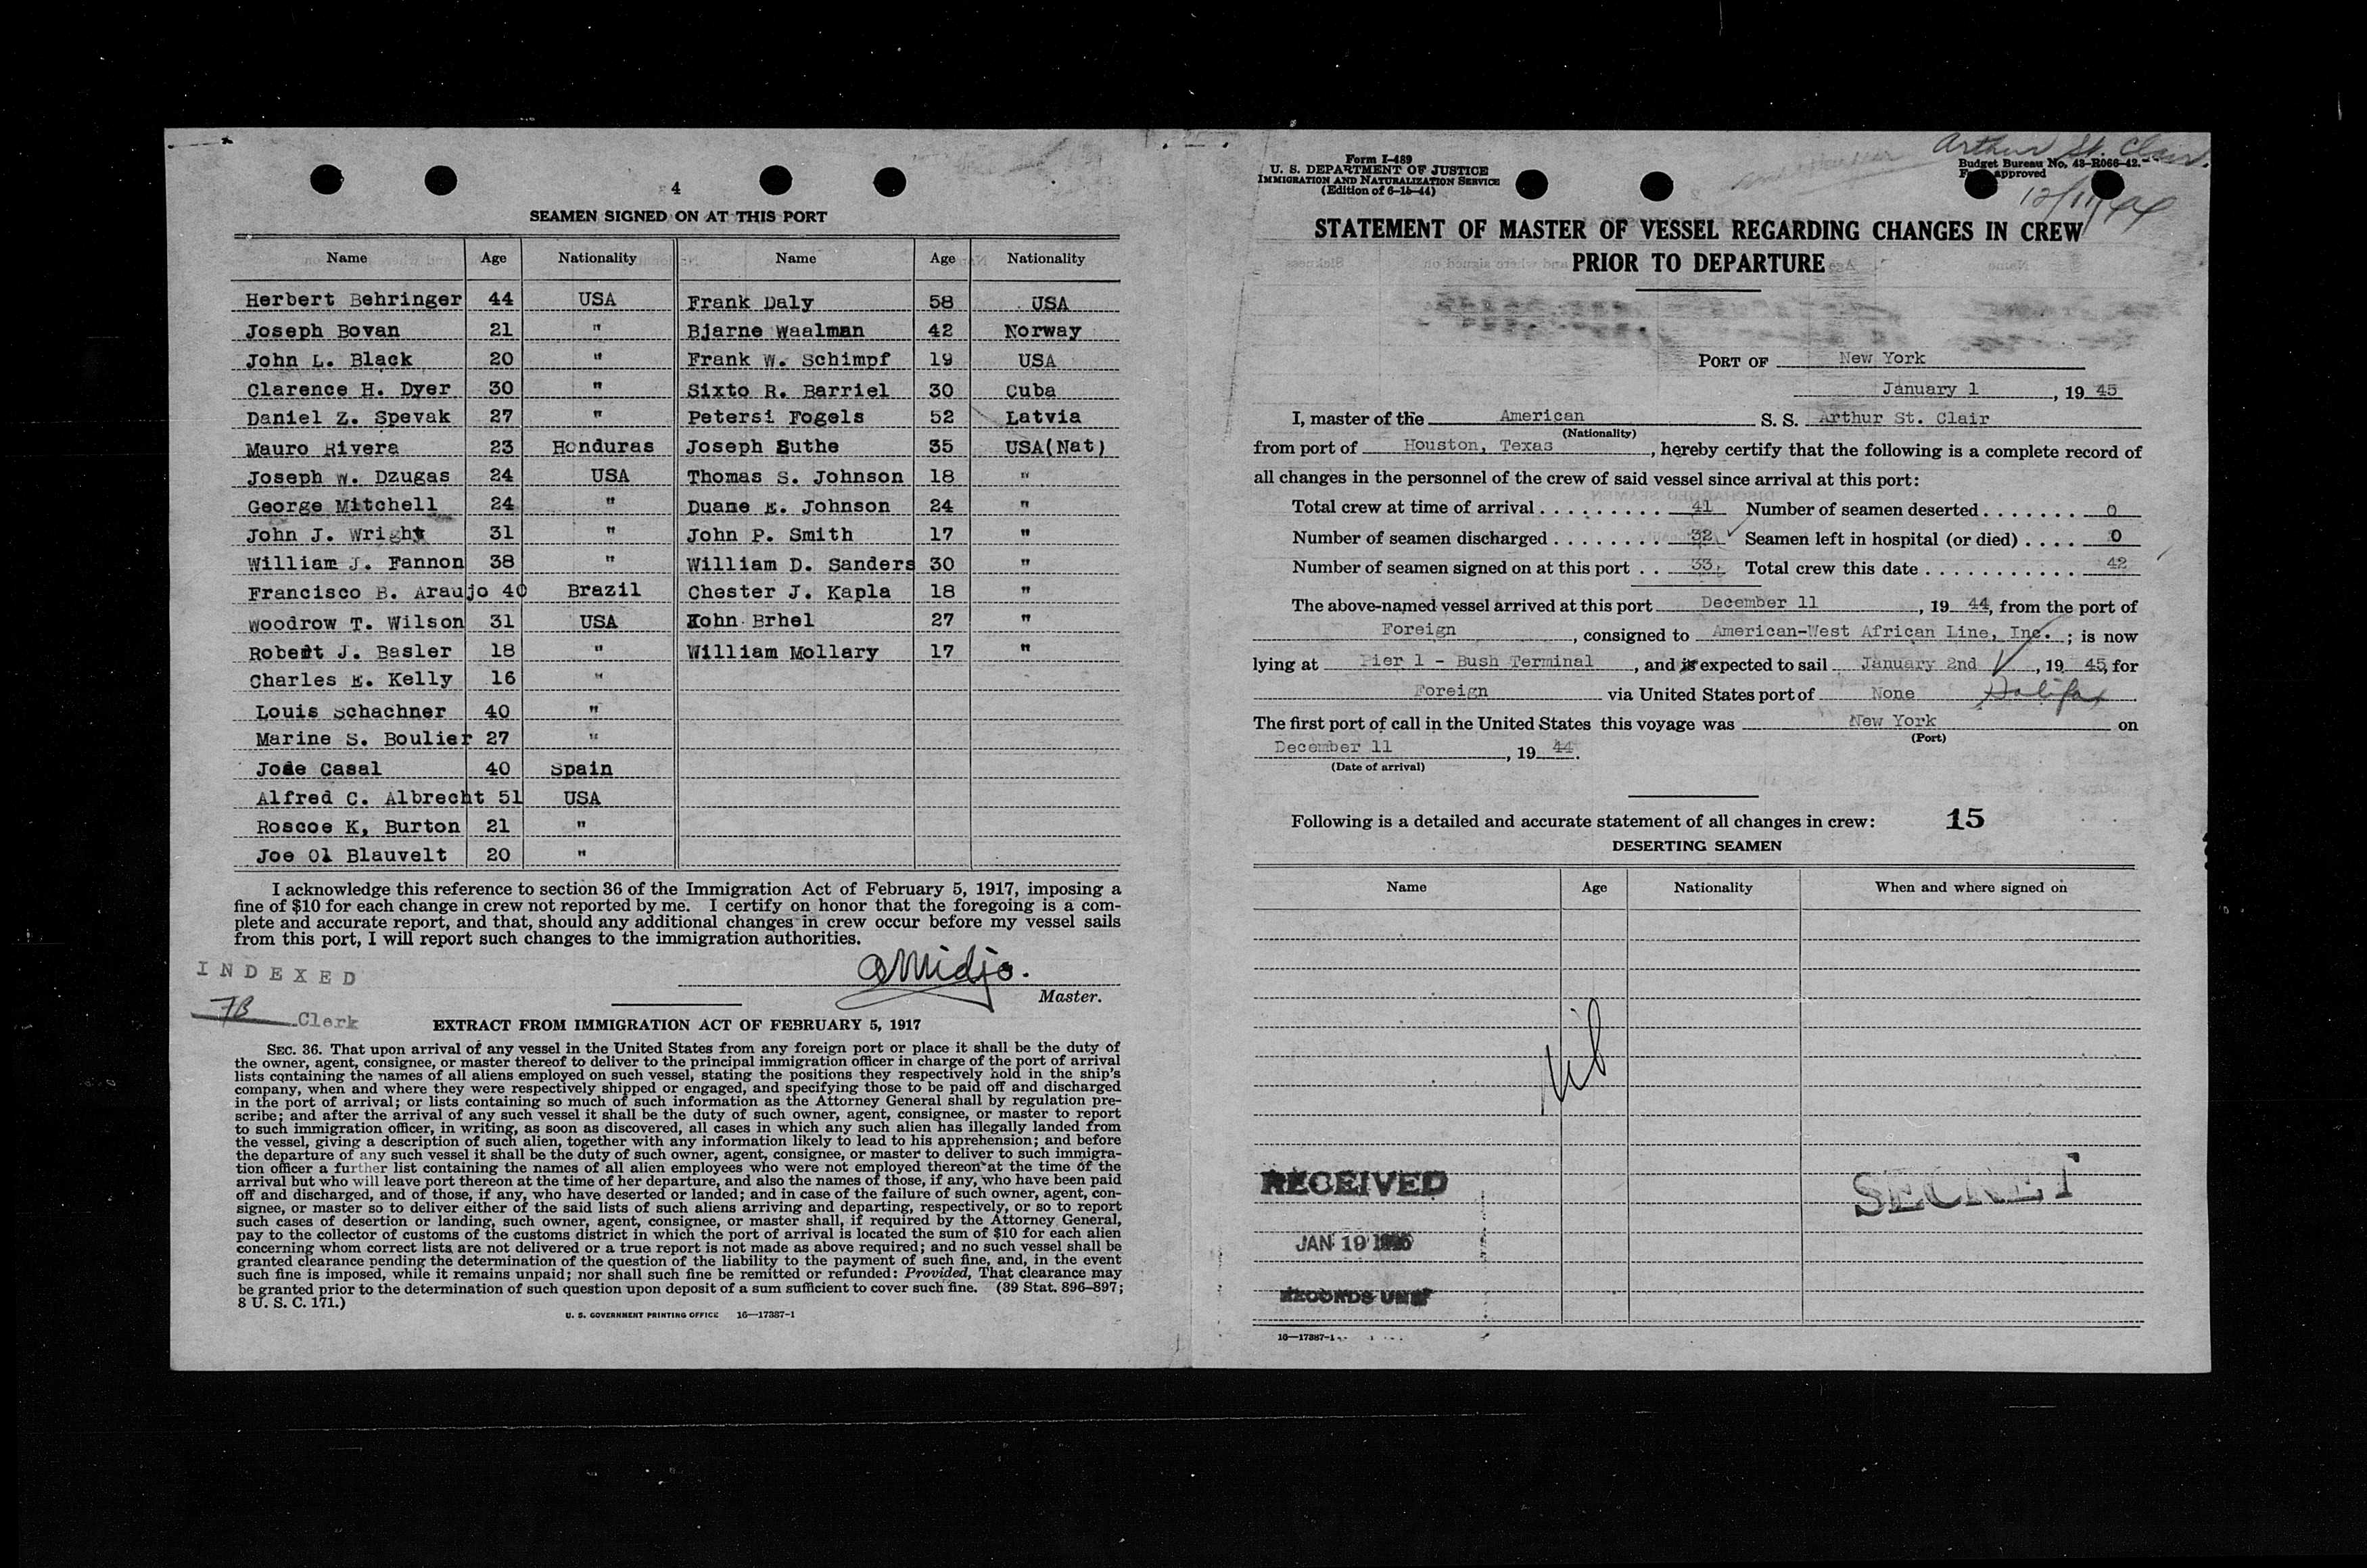 4
SEAMEN SIGNED ON AT THIS PORT
Name Age Nationality Name Age Nationality
Herbert Behringer 44 USA Frank Daly 58 USA
Joseph Bovan 21 " Bjarne Waalman 42 Norway
John L. Black 20 " Frank W. Schimpf 19 USA
Clarence H. Dyer 30 " Sixto R. Barriel 30 Cuba
Daniel Z. Spevak 27 " Petersi Fogels 52 Latvia
Mauro Rivera 23 Honduras Joseph Suthe 35 USA(Nat)
Joseph W. Dzugas 24 USA Thomas S. Johnson 18 "
George Mitchell 24 " Duane E. Johnson 24 "
John J. Wright 31 " John P. Smith 17 "
William J. Fannon 38 " William D. Sanders 30 "
Francisco B. Araujo 40 Brazil Chester J. Kapla 18 "
Woodrow T. Wilson 31 USA John Brhel 27 "
Robert J. Basler 18 " William Mollary 17 "
Charles E. Kelly 16 "
Louis Schachner 40 "
Marine S. Boulier 27 "
Jose Casal 40 Spain
Alfred C. Albrecht 51 USA
Roscoe K, Burton 21 "
Joe Ol Blauvelt 20 "
I acknowledge this reference to section 36 of the Immigration Act of February 5, 1917, imposing a
fine of $10 for each change in crew not reported by me. I certify on honor that the foregoing is a com-
plete and accurate report, and that, should any additional changes in crew occur before my vessel sails
from this port, I will report such changes to the immigration authorities.
INDEXED
7B Clerk
Master.
EXTRACT FROM IMMIGRATION ACT OF FEBRUARY 5, 1917
SEC. 36. That upon arrival of any vessel in the United States from any foreign port or place it shall be the duty of
the owner, agent, consignee, or master thereof to deliver to the principal immigration officer in charge of the port of arrival
lists containing the names of all aliens employed on such vessel, stating the positions they respectively hold in the ship's
company, when and where they were respectively shipped or engaged, and specifying those to be paid off and discharged
in the port of arrival; or lists containing so much of such information as the Attorney General shall by regulation pre-
scribe; and after the arrival of any such vessel it shall be the duty of such owner, agent, consignee, or master to report
to such immigration officer, in writing, as soon as discovered, all cases in which any such alien has illegally landed from
the vessel, giving a description of such alien, together with any information likely to lead to his apprehension; and before
the departure of any such vessel it shall be the duty of such owner, agent, consignee, or master to deliver to such immigra-
tion officer a further list containing the names of all alien employees who were not employed thereon at the time of the
arrival but who will leave port thereon at the time of her departure, and also the names of those, if any, who have been paid
off and discharged, and of those, if any, who have deserted or landed; and in case of the failure of such owner, agent, con-
signee, or master so to deliver either of the said lists of such aliens arriving and departing, respectively, or so to report
such cases of desertion or landing, such owner, agent, consignee, or master shall, if required by the Attorney General,
pay to the collector of customs of the customs district in which the port of arrival is located the sum of $10 for each alien
concerning whom correct lists are not delivered or a true report is not made as above required; and no such vessel shall be
granted clearance pending the determination of the question of the liability to the payment of such fine, and, in the event
such fine is imposed, while it remains unpaid; nor shall such fine be remitted or refunded: Provided, That clearance may
be granted prior to the determination of such question upon deposit of a sum sufficient to cover such fine. (39 Stat. 896–897;
8 U. S. C. 171.)
U. S. GOVERNMENT PRINTING OFFICE 16—17387-1
Form I-489
U. S. DEPARTMENT OF JUSTICE
IMMIGRATION AND NATURALIZATION SERVICE
(Edition of 6-15-44)
Arthur St. Clair.
Budget Bureau No. 43-R066-42.
approved
12/11/44
STATEMENT OF MASTER OF VESSEL REGARDING CHANGES IN CREW
PRIOR TO DEPARTURE
PORT OF New York
January 1, 19 45
I, master of the American S. S. Arthur St. Clair
(Nationality)
from port of Houston, Texas, hereby certify that the following is a complete record of
all changes in the personnel of the crew of said vessel since arrival at this port:
Total crew at time of arrival . . . . . . . . . 41 Number of seamen deserted . . . . . . . 0
Number of seamen discharged . . . . . . . . 32 Seamen left in hospital (or died) . . . . 0
Number of seamen signed on at this port . . 33 Total crew this date . . . . . . . . . . . . 42
The above-named vessel arrived at this port December 11, 19 44, from the port of
Foreign, consigned to American-West African Line, Inc. ; is now
lying at Pier 1 - Bush Terminal, and is expected to sail January 2nd, 19 45, for
Foreign via United States port of None Halifax
The first port of call in the United States this voyage was New York on
(Port)
December 11, 19 44.
(Date of arrival)
Following is a detailed and accurate statement of all changes in crew: 15
DESERTING SEAMEN
Name Age Nationality When and where signed on
Nil
RECEIVED
SECRET
JAN 19 1945
RECORDS UNIT
16—17387-1